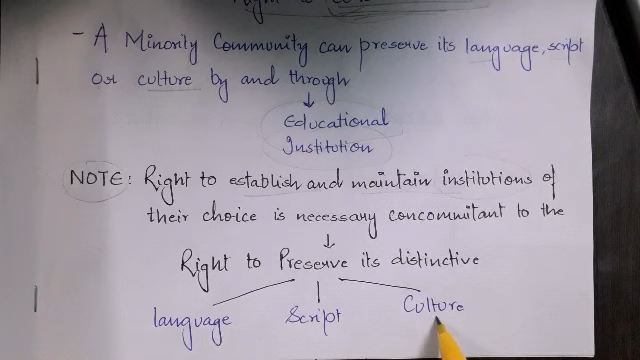 - A Minority Community can preserve its language, script
or culture by and through
↓
Educational
Institution
NOTE: Right to establish and maintain institutions of
their choice is necessary concommitant to the
↓
Right to Preserve its distinctive
language Script Culture